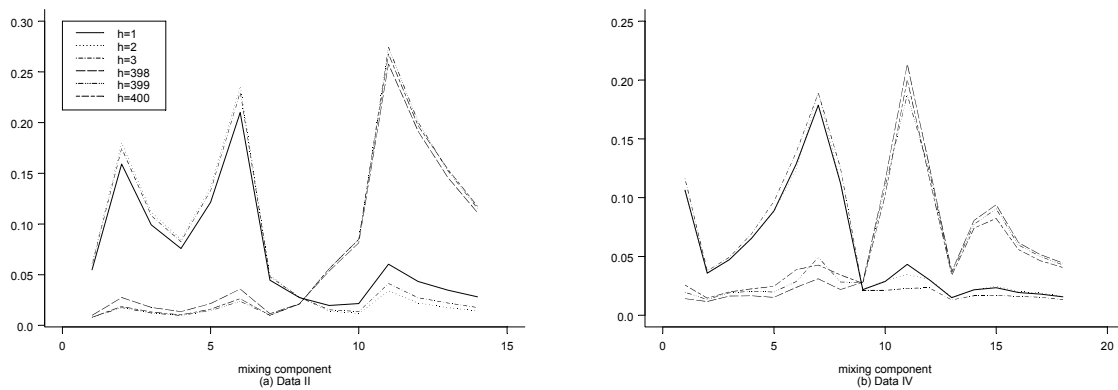 0.30
0.25
0.20
0.15
0.10
0.05
0.0
h=1
h=2
h=3
h=398
h=399
h=400
0
5
10
15
mixing component
(a) Data II
0.25
0.20
0.15
0.10
0.05
0.0
0
5
10
15
20
mixing component
(b) Data IV